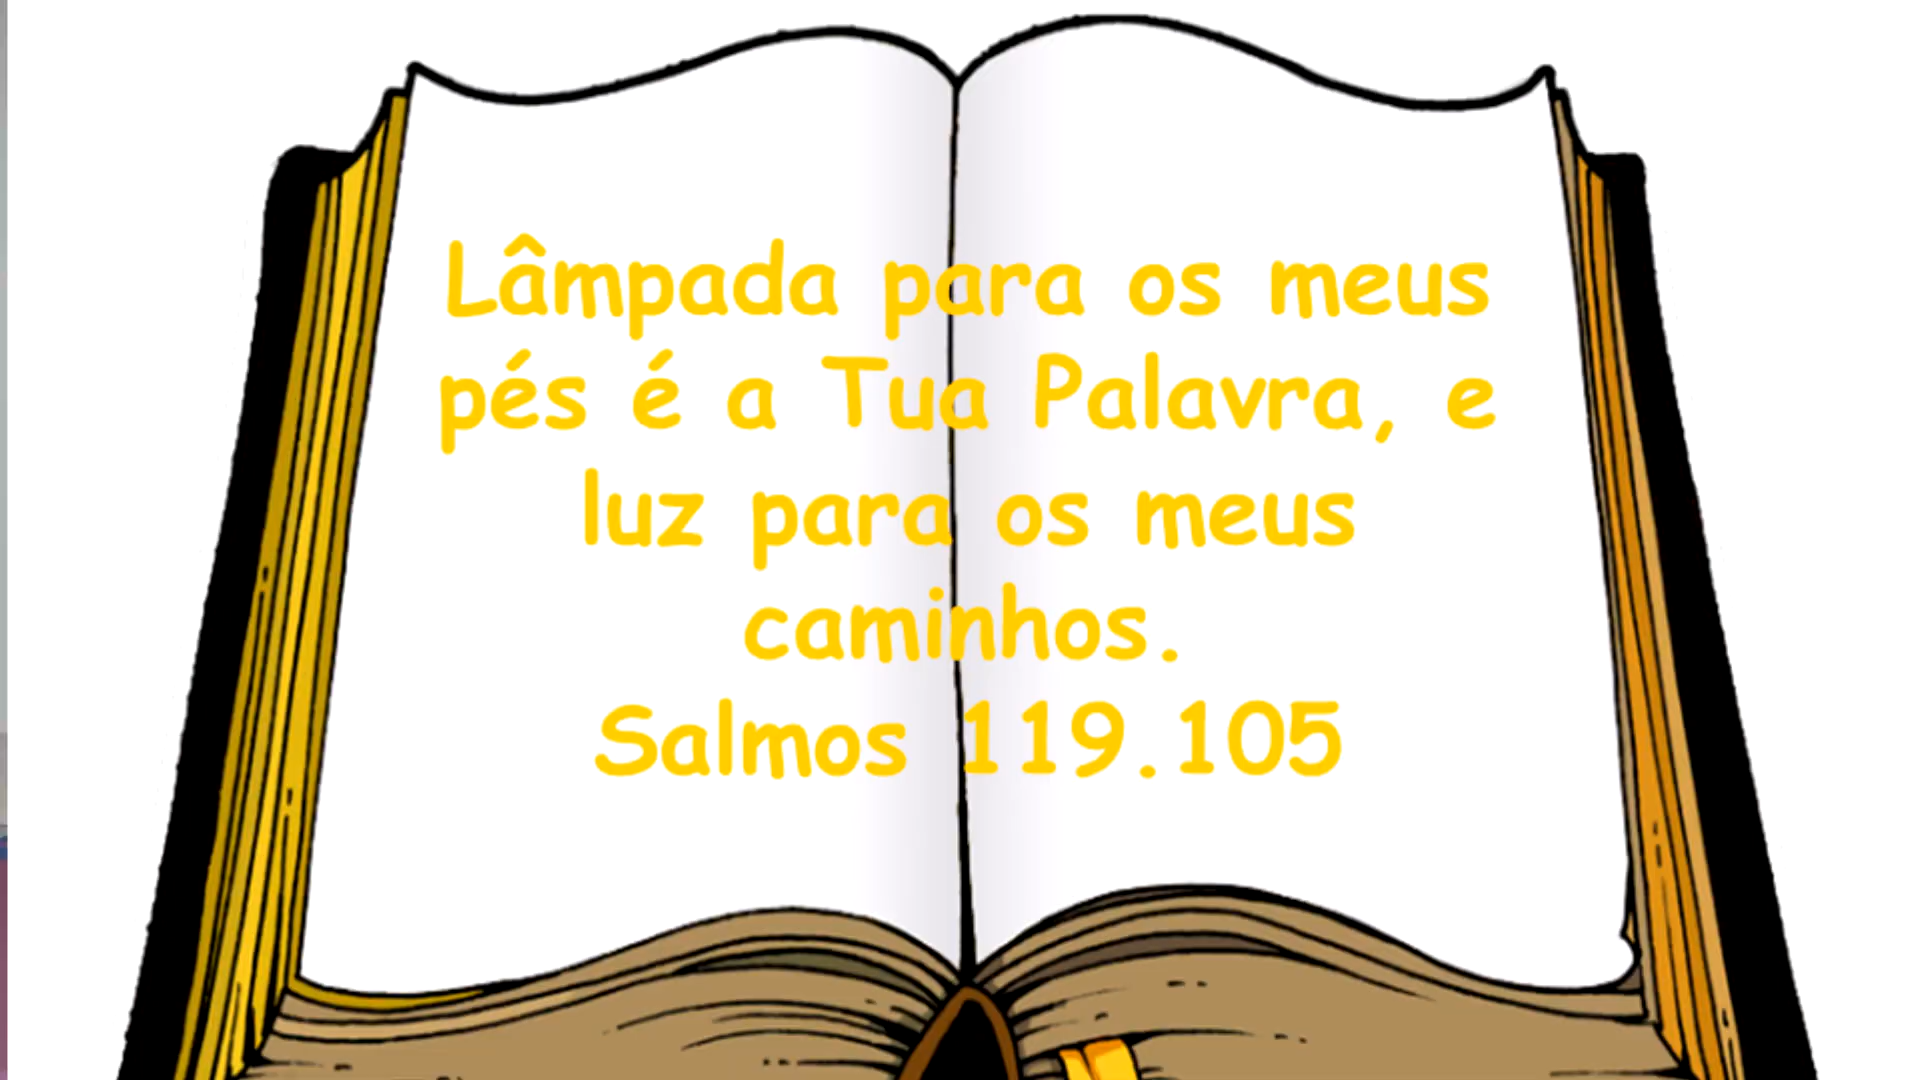 Lâmpada para os meus
pés é a Tua Palavra, e
luz para os meus
caminhos.
Salmos 119.105